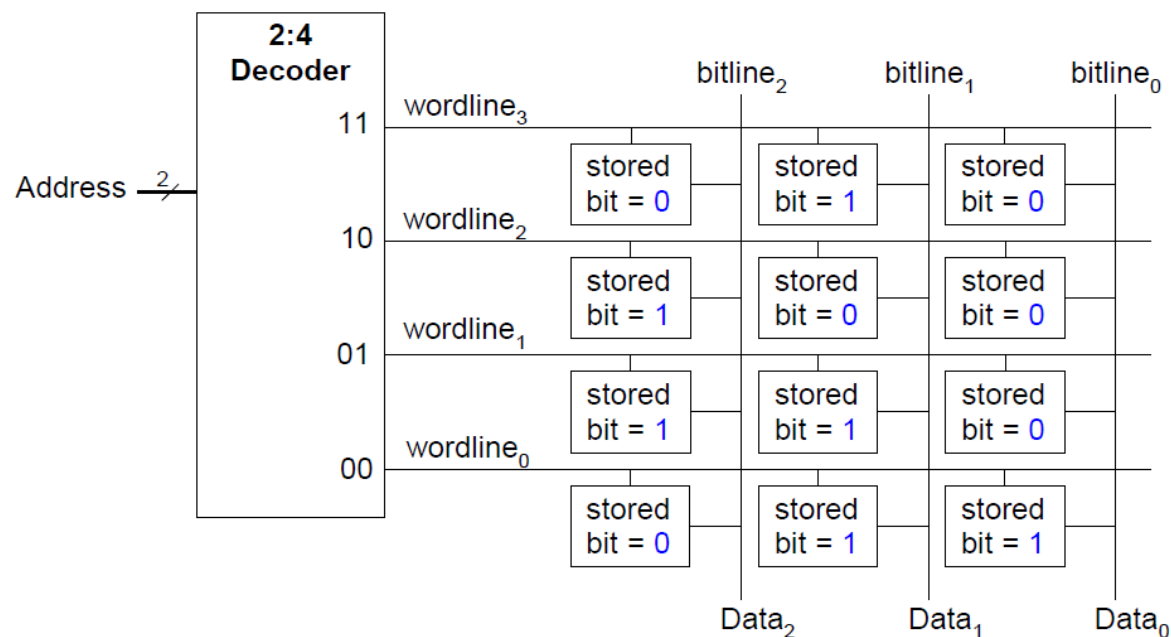 2:4
Decoder
bitline₂ bitline₁ bitline₀
wordline₃
11
stored stored stored
bit = 0 bit = 1 bit = 0
Address 2
wordline₂
10
stored stored stored
bit = 1 bit = 0 bit = 0
wordline₁
01
stored stored stored
bit = 1 bit = 1 bit = 0
wordline₀
00
stored stored stored
bit = 0 bit = 1 bit = 1
Data₂ Data₁ Data₀